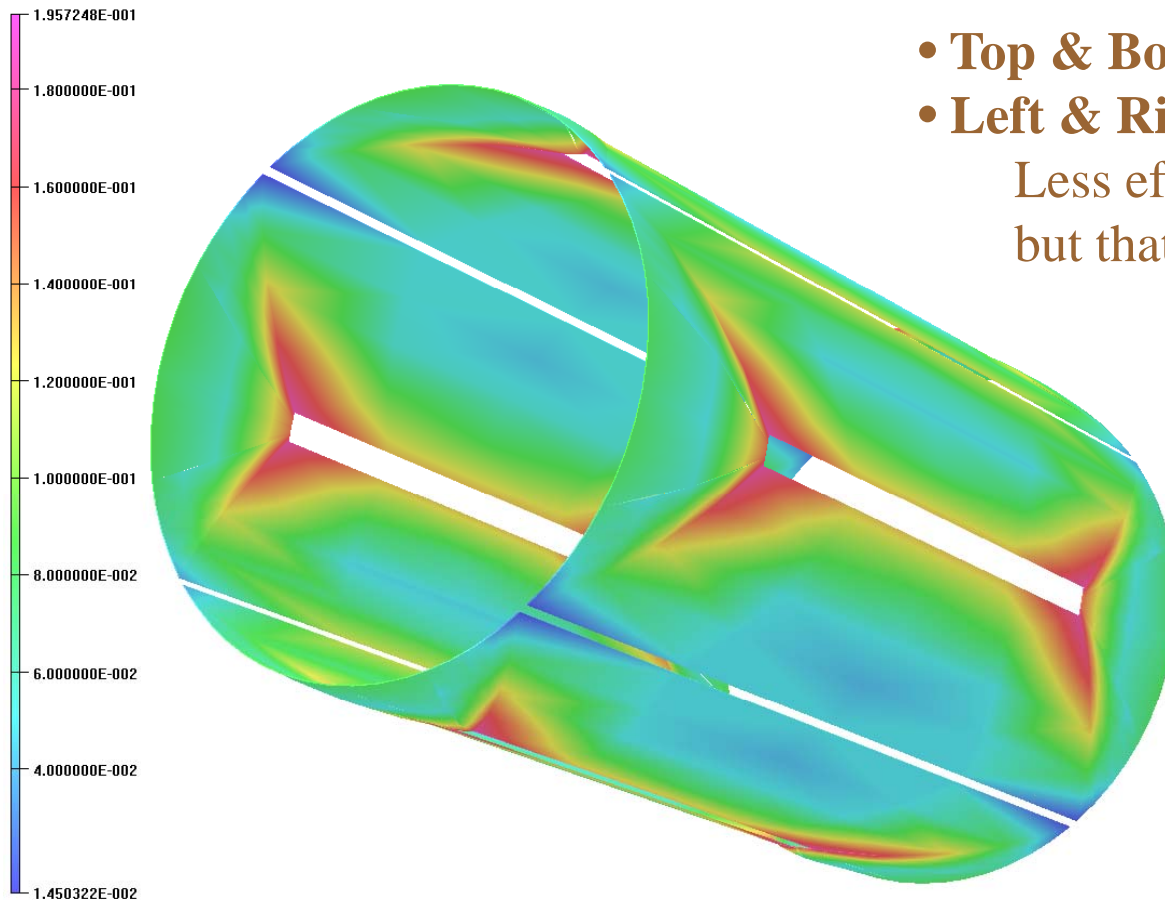 1.957248E-001
1.800000E-001
1.600000E-001
1.400000E-001
1.200000E-001
1.000000E-001
8.000000E-002
6.000000E-002
4.000000E-002
1.450322E-002
• Top & Bo
• Left & Ri
Less ef
but that